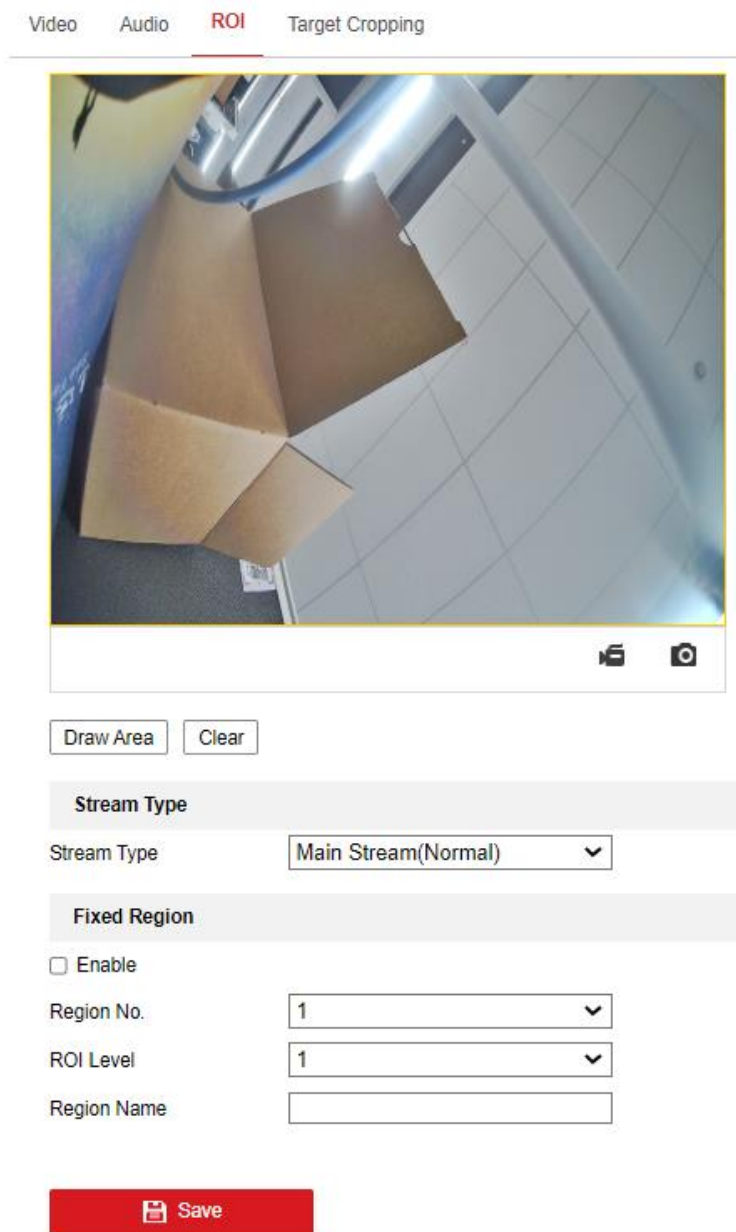 Video Audio ROI Target Cropping
Draw Area Clear
Stream Type
Stream Type Main Stream(Normal)
Fixed Region
Enable
Region No. 1
ROI Level 1
Region Name
Save